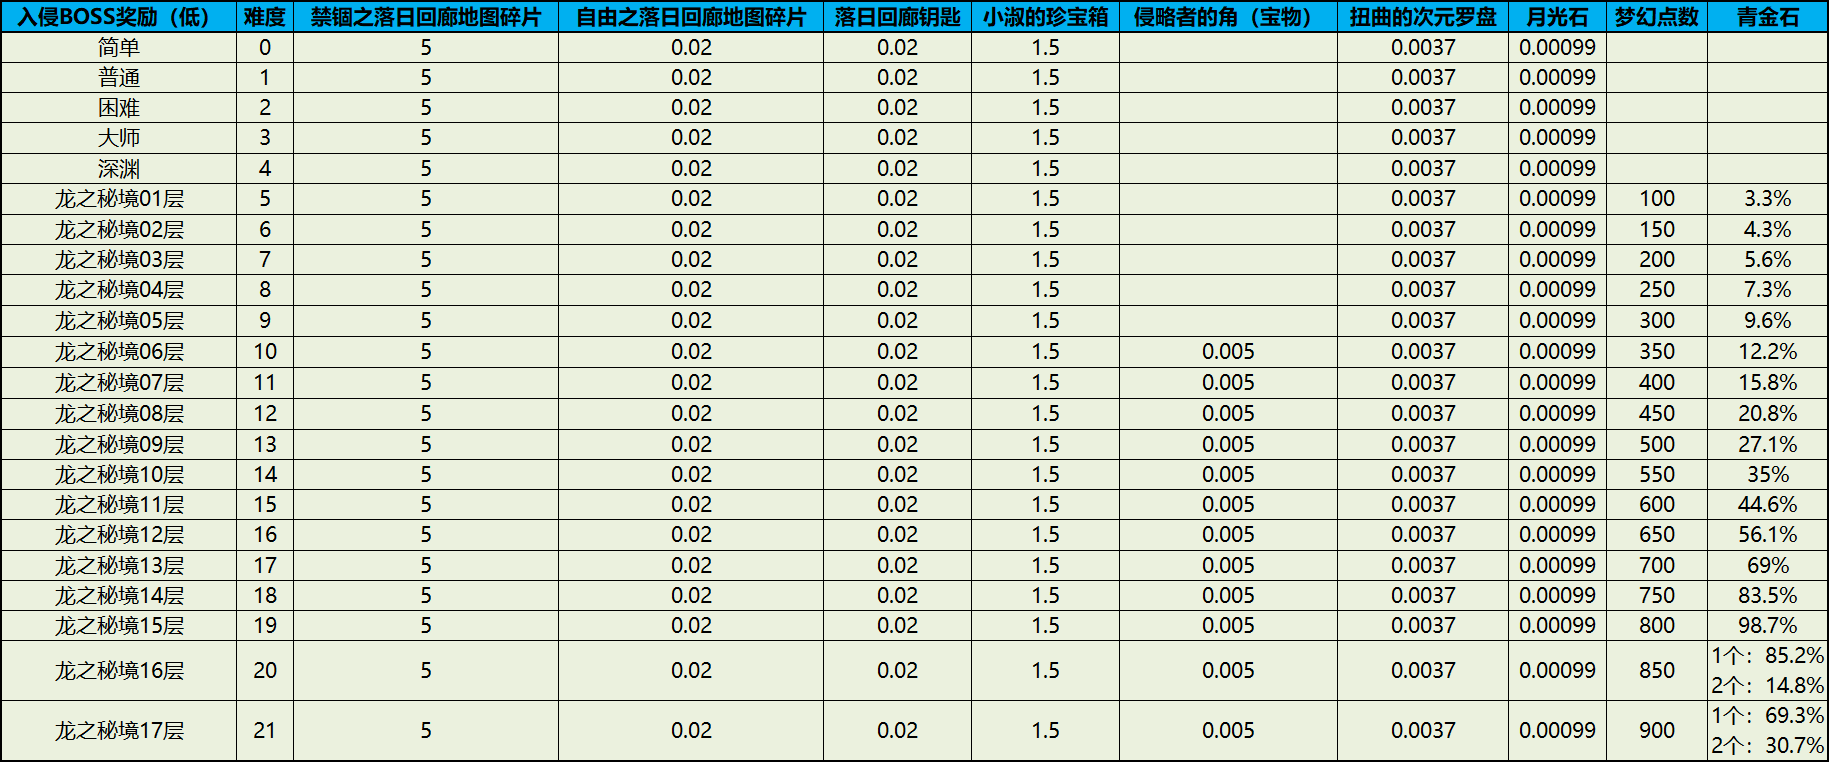 入侵BOSS奖励（低） 难度 禁锢之落日回廊地图碎片 自由之落日回廊地图碎片 落日回廊钥匙 小淑的珍宝箱 侵略者的角（宝物） 扭曲的次元罗盘 月光石 梦幻点数 青金石
简单 0 5 0.02 0.02 1.5 0.0037 0.00099
普通 1 5 0.02 0.02 1.5 0.0037 0.00099
困难 2 5 0.02 0.02 1.5 0.0037 0.00099
大师 3 5 0.02 0.02 1.5 0.0037 0.00099
深渊 4 5 0.02 0.02 1.5 0.0037 0.00099
龙之秘境01层 5 5 0.02 0.02 1.5 0.0037 0.00099 100 3.3%
龙之秘境02层 6 5 0.02 0.02 1.5 0.0037 0.00099 150 4.3%
龙之秘境03层 7 5 0.02 0.02 1.5 0.0037 0.00099 200 5.6%
龙之秘境04层 8 5 0.02 0.02 1.5 0.0037 0.00099 250 7.3%
龙之秘境05层 9 5 0.02 0.02 1.5 0.0037 0.00099 300 9.6%
龙之秘境06层 10 5 0.02 0.02 1.5 0.005 0.0037 0.00099 350 12.2%
龙之秘境07层 11 5 0.02 0.02 1.5 0.005 0.0037 0.00099 400 15.8%
龙之秘境08层 12 5 0.02 0.02 1.5 0.005 0.0037 0.00099 450 20.8%
龙之秘境09层 13 5 0.02 0.02 1.5 0.005 0.0037 0.00099 500 27.1%
龙之秘境10层 14 5 0.02 0.02 1.5 0.005 0.0037 0.00099 550 35%
龙之秘境11层 15 5 0.02 0.02 1.5 0.005 0.0037 0.00099 600 44.6%
龙之秘境12层 16 5 0.02 0.02 1.5 0.005 0.0037 0.00099 650 56.1%
龙之秘境13层 17 5 0.02 0.02 1.5 0.005 0.0037 0.00099 700 69%
龙之秘境14层 18 5 0.02 0.02 1.5 0.005 0.0037 0.00099 750 83.5%
龙之秘境15层 19 5 0.02 0.02 1.5 0.005 0.0037 0.00099 800 98.7%
龙之秘境16层 20 5 0.02 0.02 1.5 0.005 0.0037 0.00099 850 1个：85.2%
2个：14.8%
龙之秘境17层 21 5 0.02 0.02 1.5 0.005 0.0037 0.00099 900 1个：69.3%
2个：30.7%